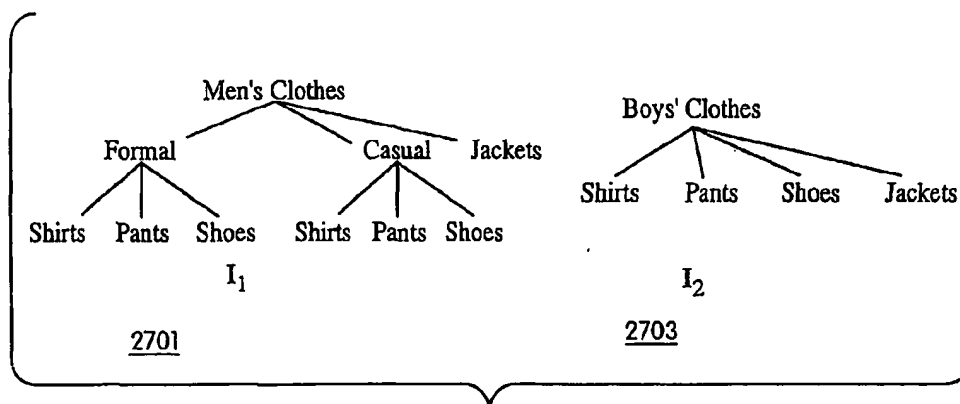 Men's Clothes
Formal Casual Jackets
Shirts Pants Shoes Shirts Pants Shoes
I1
2701
Boys' Clothes
Shirts Pants Shoes Jackets
I2
2703